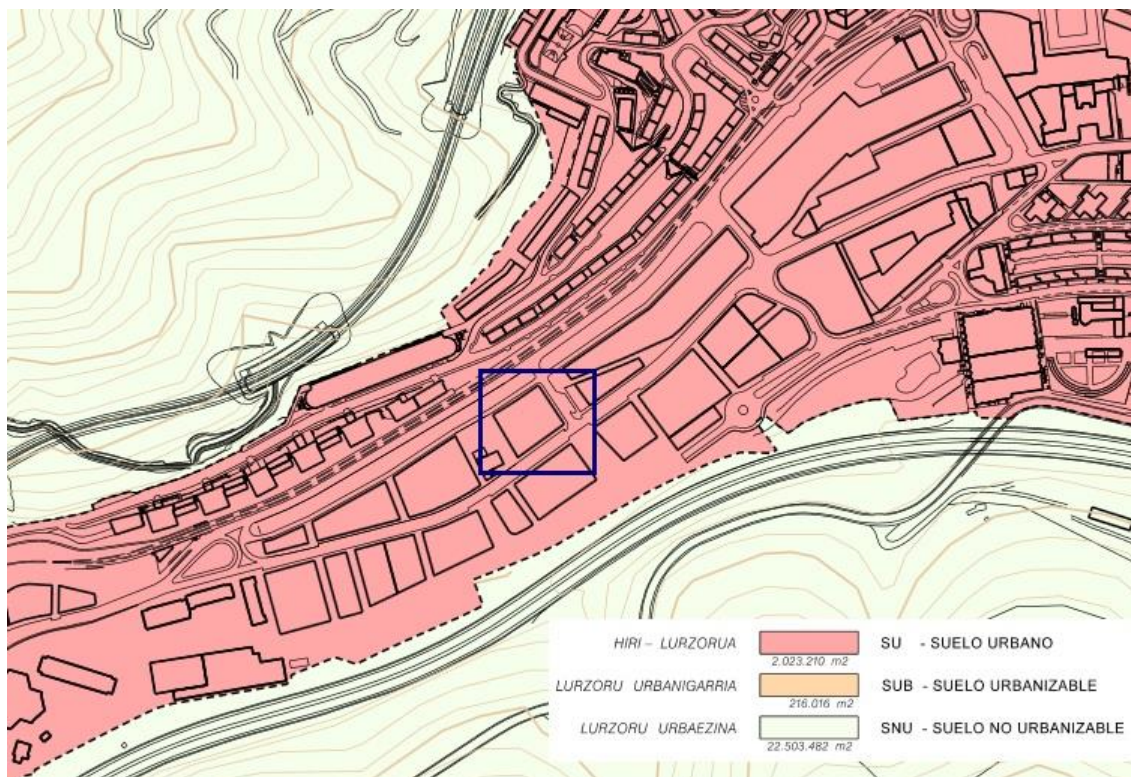 HIRI – LURZORUA SU - SUELO URBANO
2.023.210 m2
LURZORU URBANIGARRIA SUB - SUELO URBANIZABLE
216.016 m2
LURZORU URBAEZINA SNU - SUELO NO URBANIZABLE
22.503.482 m2